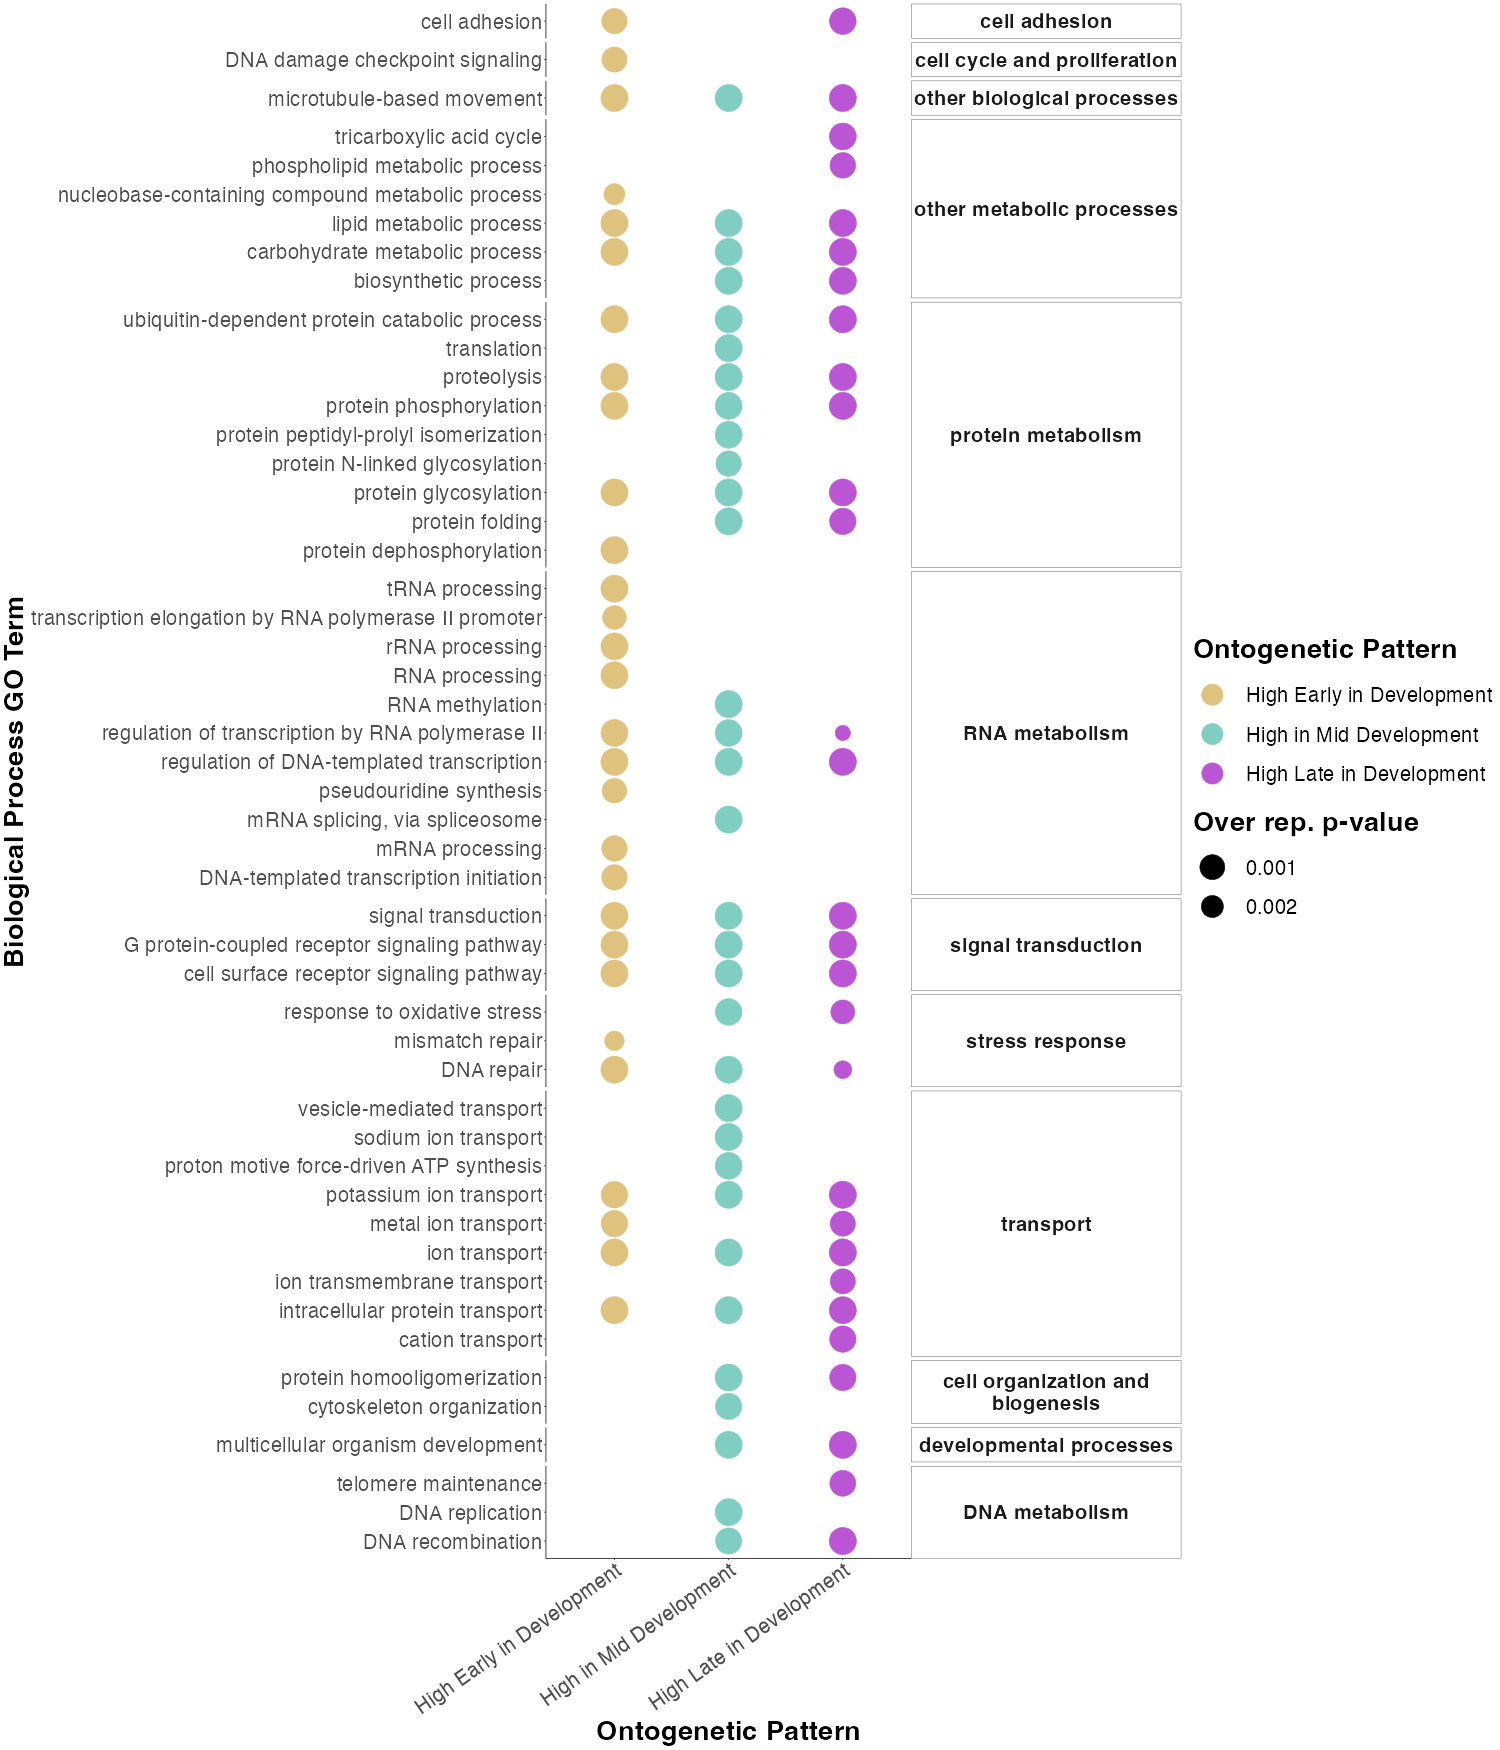 cell adhesion
cell adhesion
DNA damage checkpoint signaling
cell cycle and proliferation
microtubule-based movement
other biological processes
tricarboxylic acid cycle
phospholipid metabolic process
nucleobase-containing compound metabolic process
lipid metabolic process
carbohydrate metabolic process
biosynthetic process
other metabolic processes
ubiquitin-dependent protein catabolic process
translation
proteolysis
protein phosphorylation
protein peptidyl-prolyl isomerization
protein N-linked glycosylation
protein glycosylation
protein folding
protein dephosphorylation
protein metabolism
tRNA processing
transcription elongation by RNA polymerase II promoter
rRNA processing
RNA processing
RNA methylation
regulation of transcription by RNA polymerase II
regulation of DNA-templated transcription
pseudouridine synthesis
mRNA splicing, via spliceosome
mRNA processing
DNA-templated transcription initiation
RNA metabolism
signal transduction
G protein-coupled receptor signaling pathway
cell surface receptor signaling pathway
signal transduction
response to oxidative stress
mismatch repair
DNA repair
stress response
vesicle-mediated transport
sodium ion transport
proton motive force-driven ATP synthesis
potassium ion transport
metal ion transport
ion transport
ion transmembrane transport
intracellular protein transport
cation transport
transport
protein homooligomerization
cytoskeleton organization
cell organization and
biogenesis
multicellular organism development
developmental processes
telomere maintenance
DNA replication
DNA recombination
DNA metabolism
Biological Process GO Term
High Early in Development
High in Mid Development
High Late in Development
Ontogenetic Pattern
Ontogenetic Pattern
High Early in Development
High in Mid Development
High Late in Development
Over rep. p-value
0.001
0.002